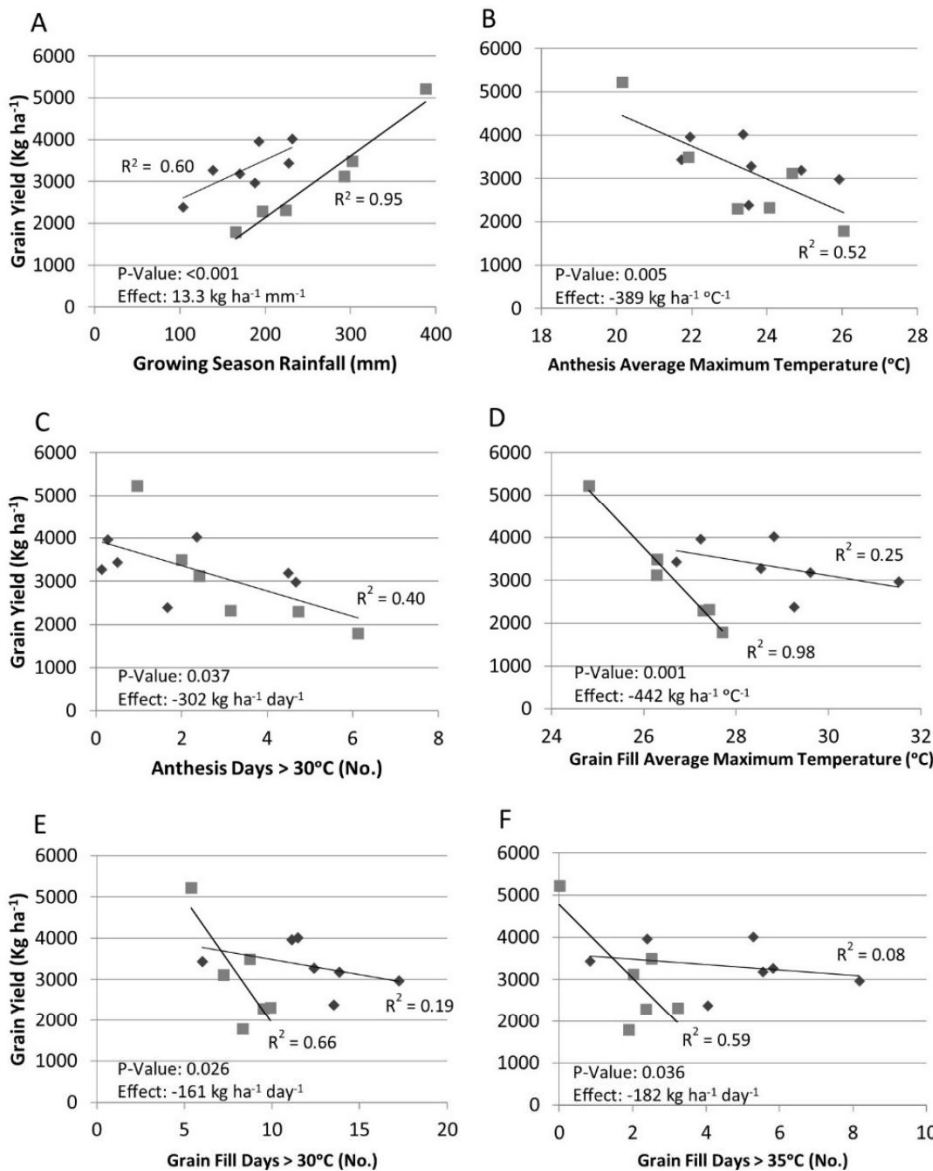 A
6000
5000
4000
3000
2000
1000
0
Grain Yield (Kg ha⁻¹)
R² = 0.60
R² = 0.95
P-Value: <0.001
Effect: 13.3 kg ha⁻¹ mm⁻¹
0 100 200 300 400
Growing Season Rainfall (mm)
B
6000
5000
4000
3000
2000
1000
0
R² = 0.52
P-Value: 0.005
Effect: -389 kg ha⁻¹ °C⁻¹
18 20 22 24 26 28
Anthesis Average Maximum Temperature (°C)
C
6000
5000
4000
3000
2000
1000
0
Grain Yield (Kg ha⁻¹)
R² = 0.40
P-Value: 0.037
Effect: -302 kg ha⁻¹ day⁻¹
0 2 4 6 8
Anthesis Days > 30°C (No.)
D
6000
5000
4000
3000
2000
1000
0
R² = 0.25
R² = 0.98
P-Value: 0.001
Effect: -442 kg ha⁻¹ °C⁻¹
24 26 28 30 32
Grain Fill Average Maximum Temperature (°C)
E
6000
5000
4000
3000
2000
1000
0
Grain Yield (Kg ha⁻¹)
R² = 0.19
R² = 0.66
P-Value: 0.026
Effect: -161 kg ha⁻¹ day⁻¹
0 5 10 15 20
Grain Fill Days > 30°C (No.)
F
6000
5000
4000
3000
2000
1000
0
R² = 0.08
R² = 0.59
P-Value: 0.036
Effect: -182 kg ha⁻¹ day⁻¹
0 2 4 6 8 10
Grain Fill Days > 35°C (No.)